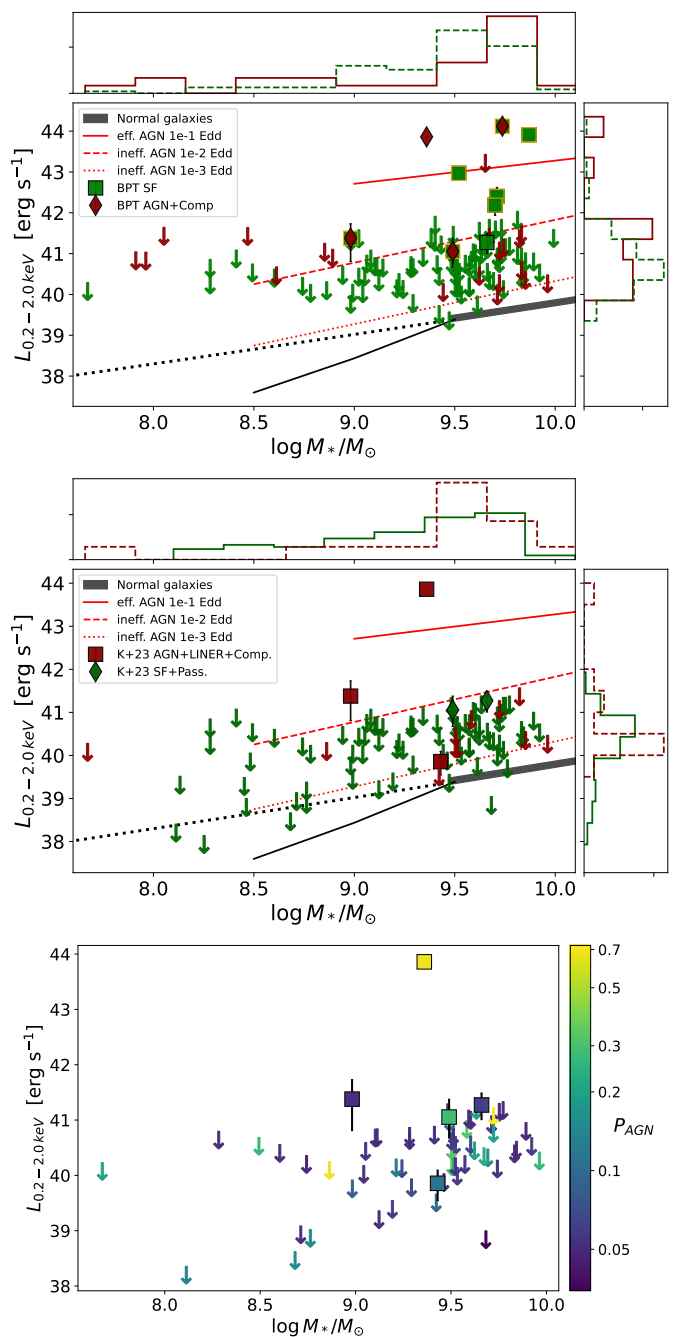 44
43
42
41
40
39
38
L0.2−2.0keV [erg s−1]
Normal galaxies
eff. AGN 1e-1 Edd
ineff. AGN 1e-2 Edd
ineff. AGN 1e-3 Edd
BPT SF
BPT AGN+Comp
8.0 8.5 9.0 9.5 10.0
log M*/M⊙
44
43
42
41
40
39
38
L0.2−2.0keV [erg s−1]
Normal galaxies
eff. AGN 1e-1 Edd
ineff. AGN 1e-2 Edd
ineff. AGN 1e-3 Edd
K+23 AGN+LINER+Comp.
K+23 SF+Pass.
8.0 8.5 9.0 9.5 10.0
log M*/M⊙
44
43
42
41
40
39
38
L0.2−2.0keV [erg s−1]
8.0 8.5 9.0 9.5 10.0
log M*/M⊙
0.7
0.5
0.3
0.2
0.1
0.05
PAGN